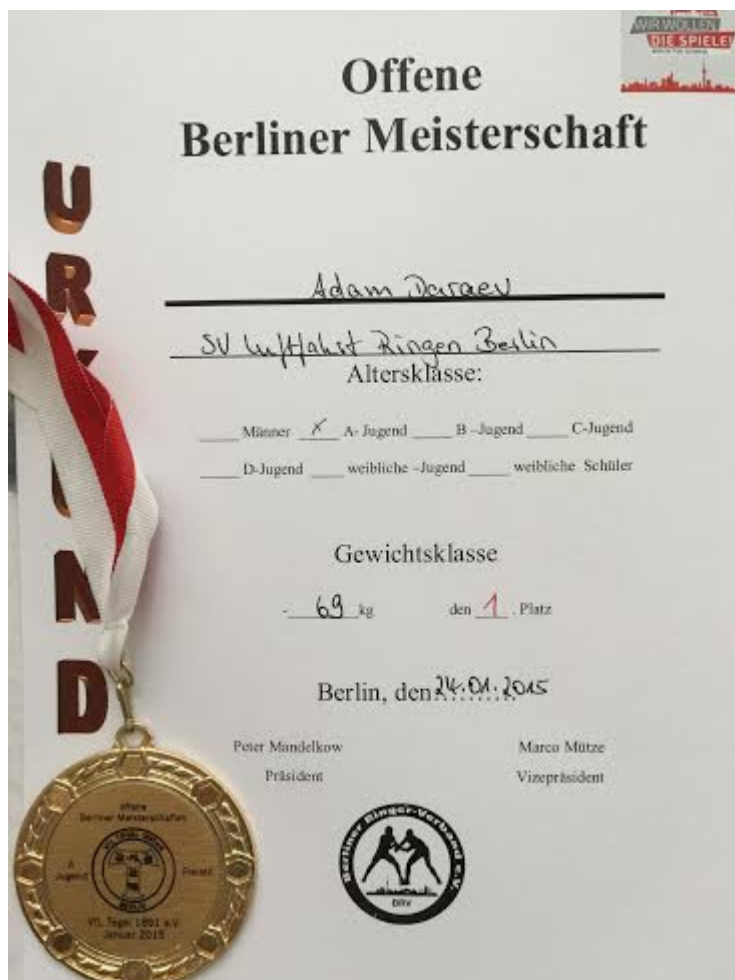 WIR WOLLEN
DIE SPIELE!
Offene
Berliner Meisterschaft
URKUND
Adam Daraev
SV Luftfahrt Ringen Berlin
Altersklasse:
Männer X A- Jugend B –Jugend C-Jugend
D-Jugend weibliche –Jugend weibliche Schüler
Gewichtsklasse
- 69 kg den 1. Platz
Berlin, den 24.01.2015
Peter Mandelkow Marco Mütze
Präsident Vizepräsident
Berliner Ringer-Verband e.V.
BRV
offene
Berliner Meisterschaften
A Jugend Freistil
VfL Tegel 1891 e.V.
Januar 2015